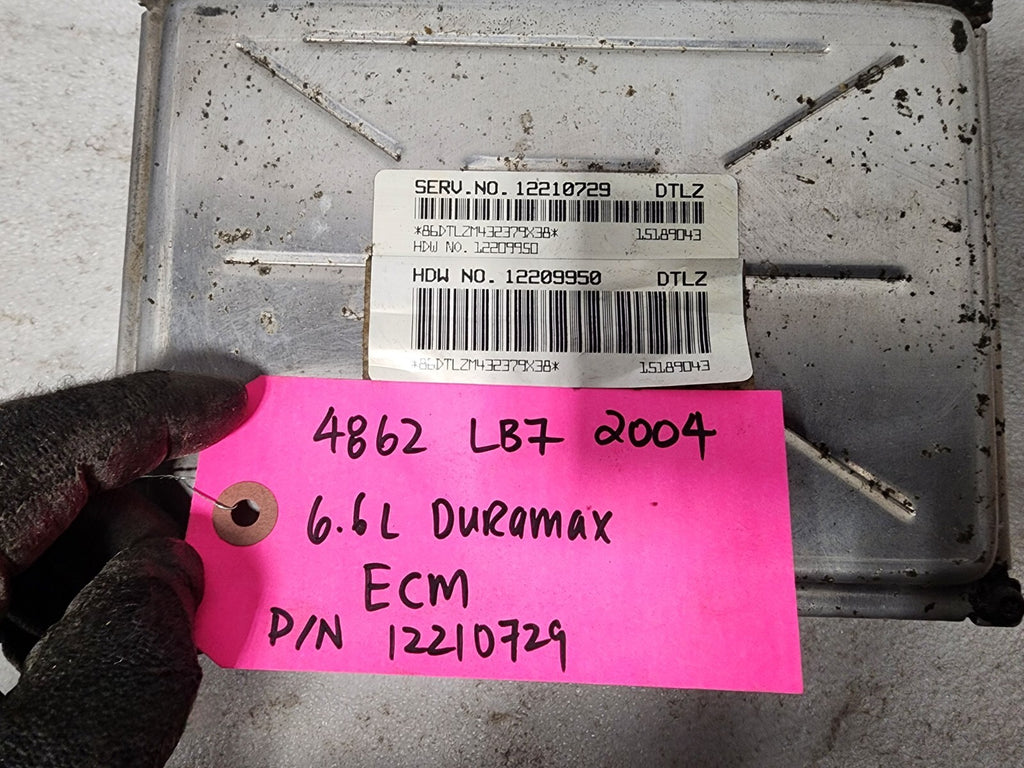 SERV.NO. 12210729 DTLZ
*86DTLZM432379X38* 15189043
HDW NO. 12209950
HDW NO. 12209950 DTLZ
*86DTLZM432379X38* 15189043
4862 LB7 2004
6.6L DURamax
ECM
P/N 12210729